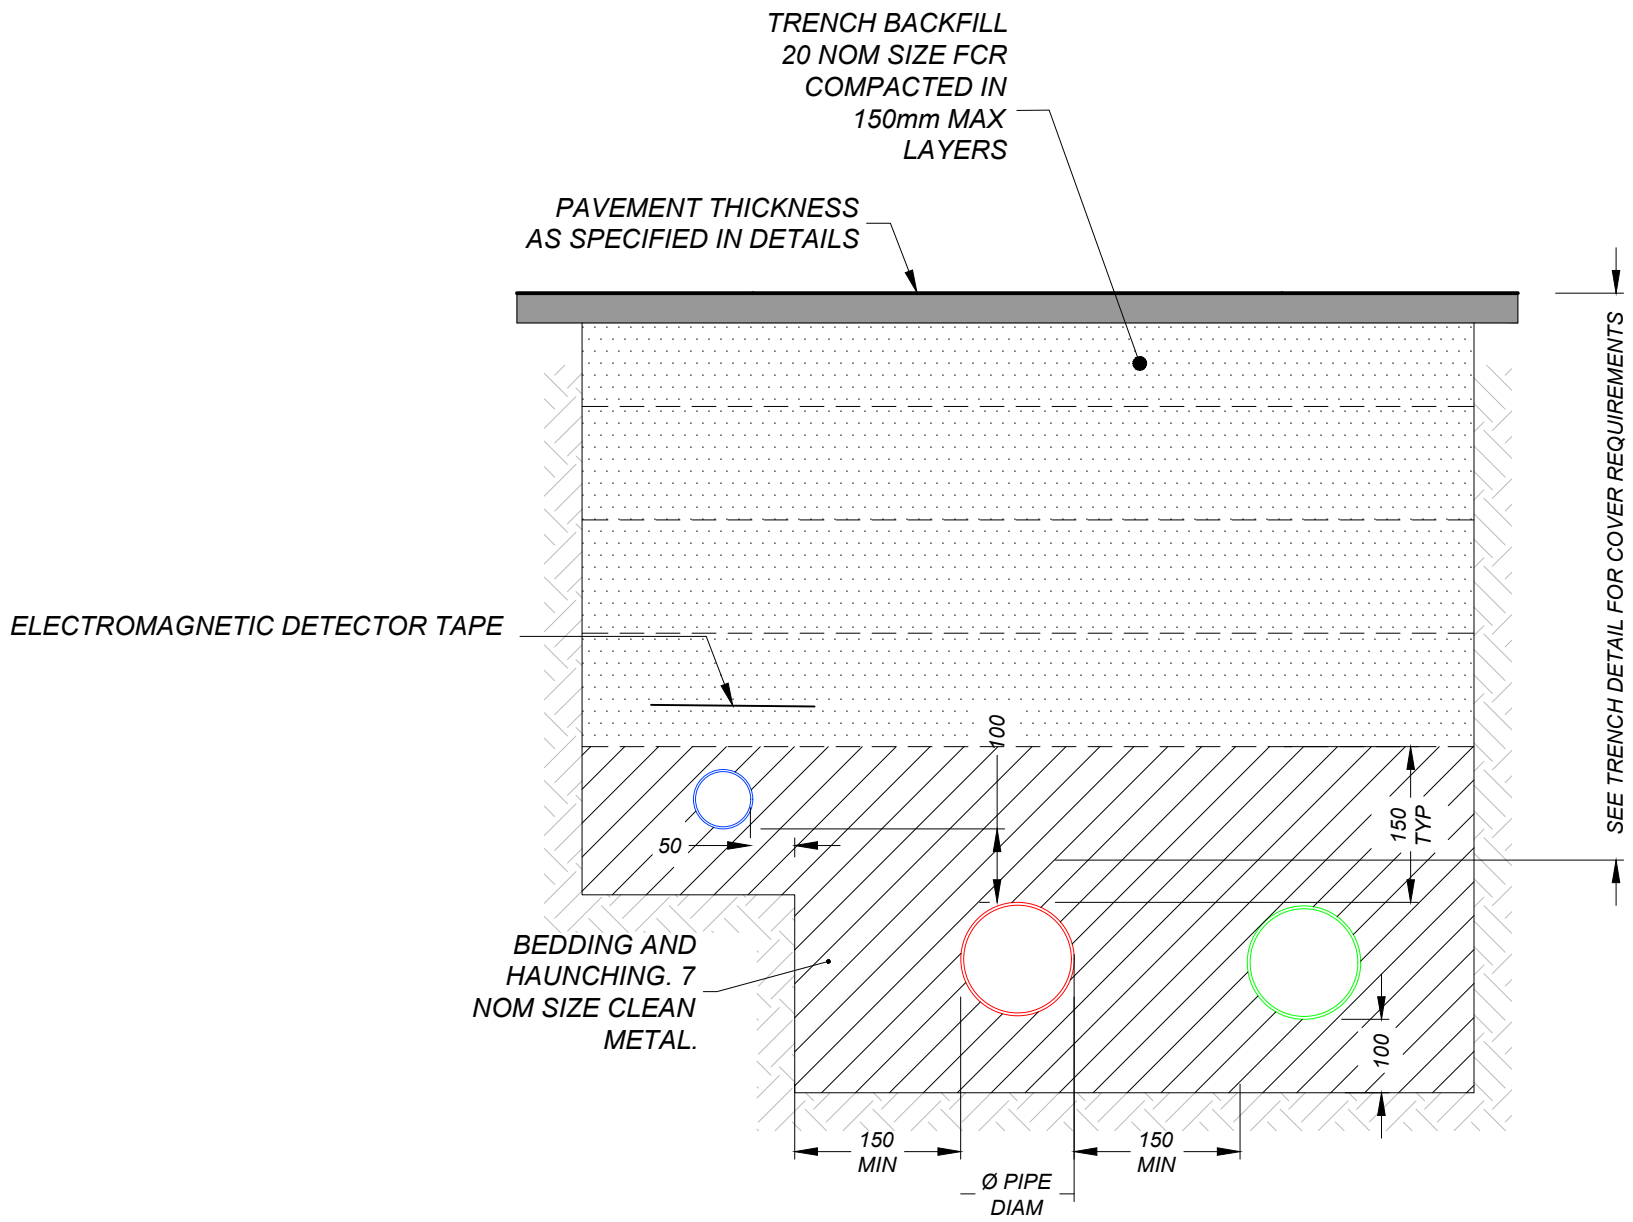 TRENCH BACKFILL
20 NOM SIZE FCR
COMPACTED IN
150mm MAX
LAYERS
PAVEMENT THICKNESS
AS SPECIFIED IN DETAILS
SEE TRENCH DETAIL FOR COVER REQUIREMENTS
ELECTROMAGNETIC DETECTOR TAPE
100
150
TYP
50
BEDDING AND
HAUNCHING. 7
NOM SIZE CLEAN
METAL.
100
150
MIN
150
MIN
Ø PIPE
DIAM